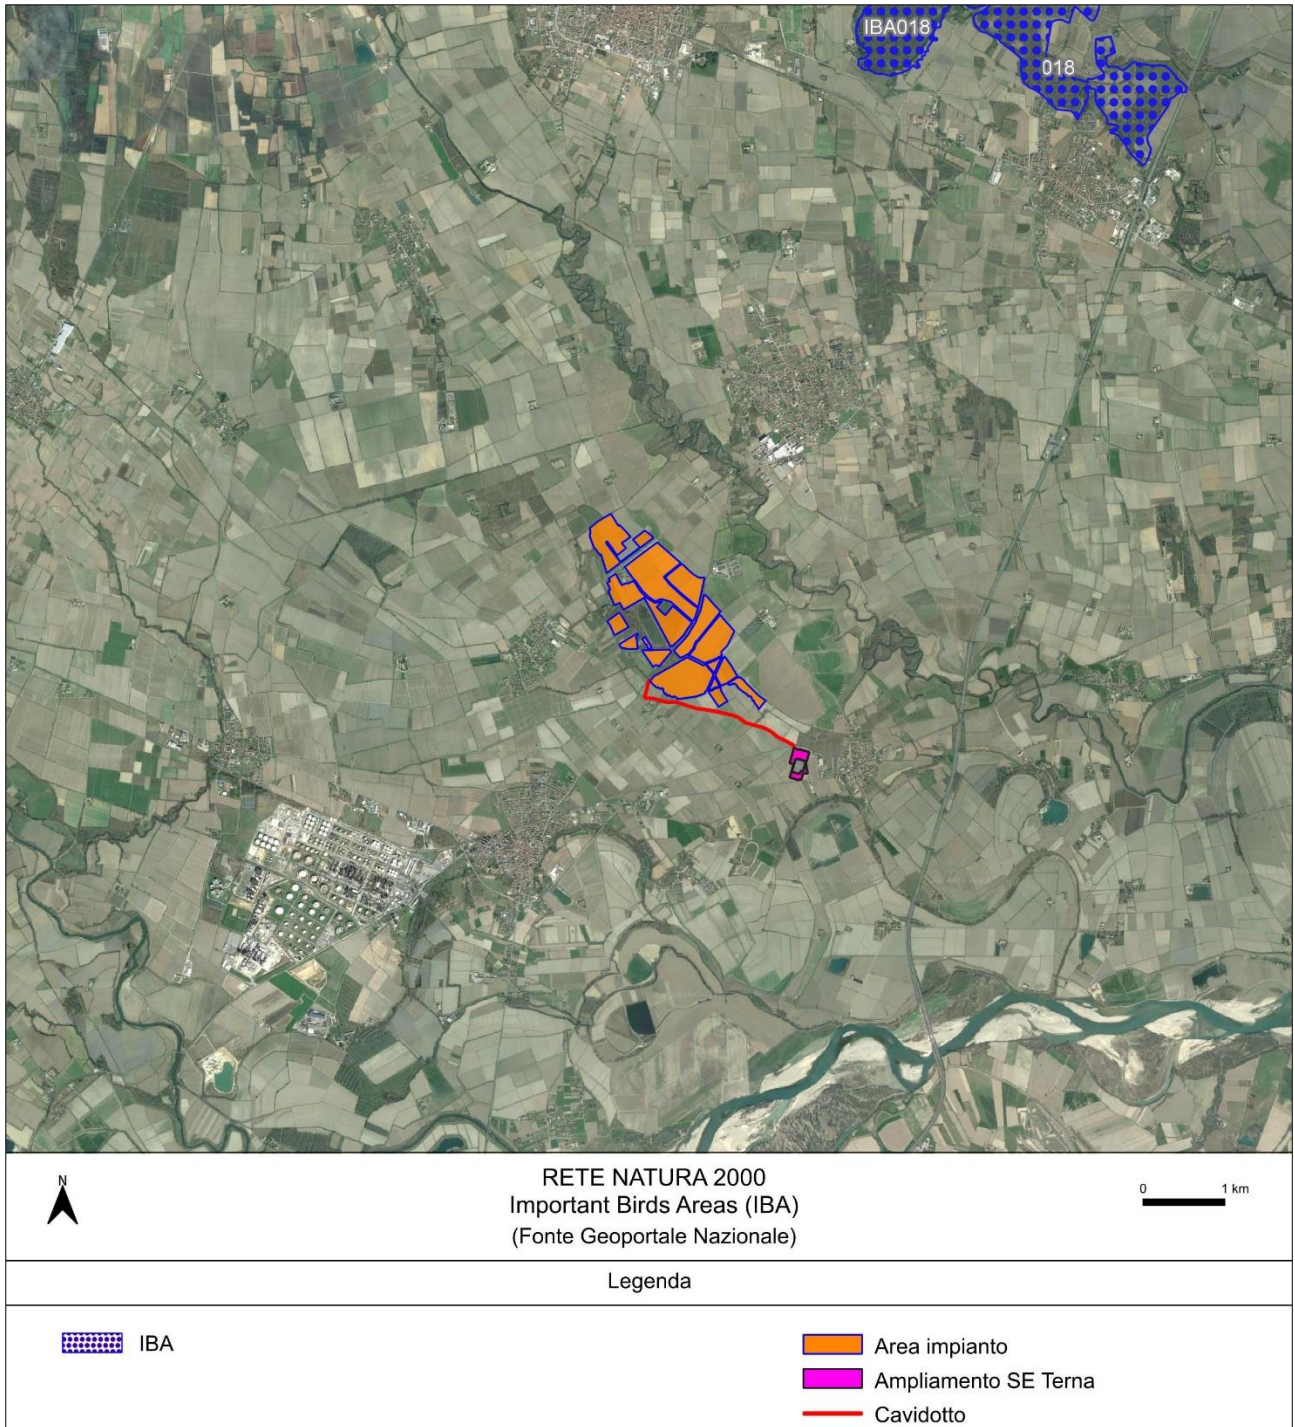 IBA018
018
N
RETE NATURA 2000
Important Birds Areas (IBA)
(Fonte Geoportale Nazionale)
0 1 km
Legenda
IBA
Area impianto
Ampliamento SE Terna
Cavidotto